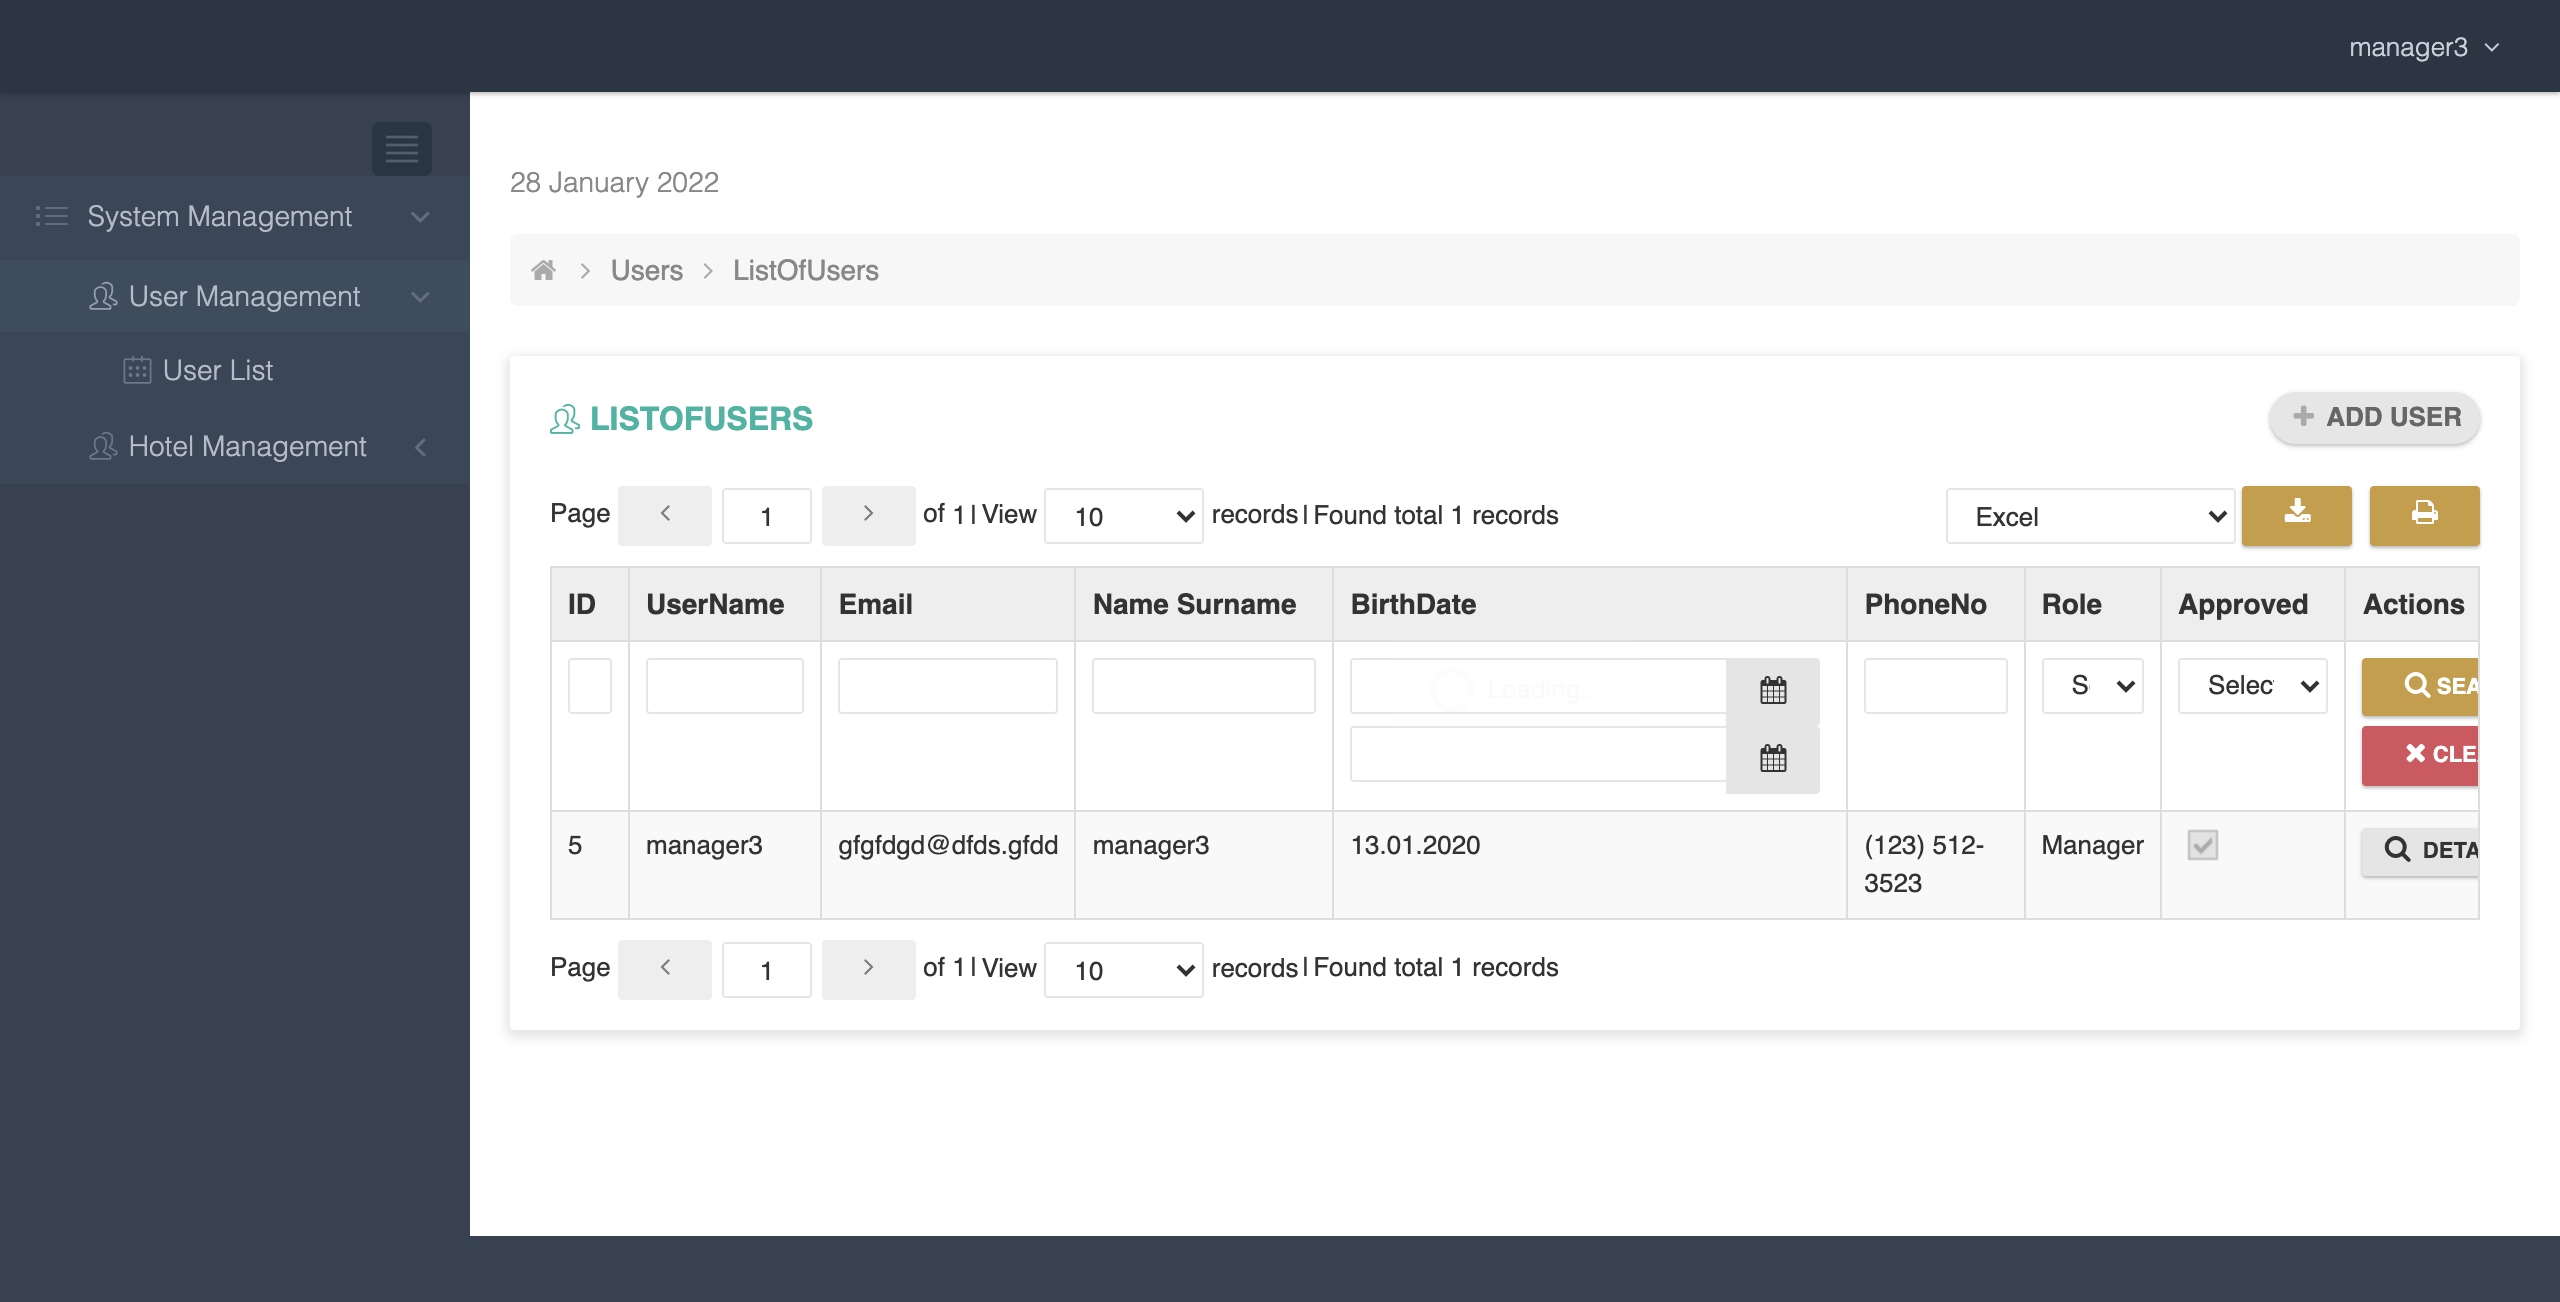 manager3
28 January 2022
System Management
Users ListOfUsers
User Management
User List
LISTOFUSERS
ADD USER
Hotel Management
Page 1 of 1 | View 10 records | Found total 1 records
Excel
ID UserName Email Name Surname BirthDate PhoneNo Role Approved Actions
Loading...
S Selec SEA
CLE
5 manager3 gfgfdgd@dfds.gfdd manager3 13.01.2020 (123) 512-3523 Manager DETA
Page 1 of 1 | View 10 records | Found total 1 records